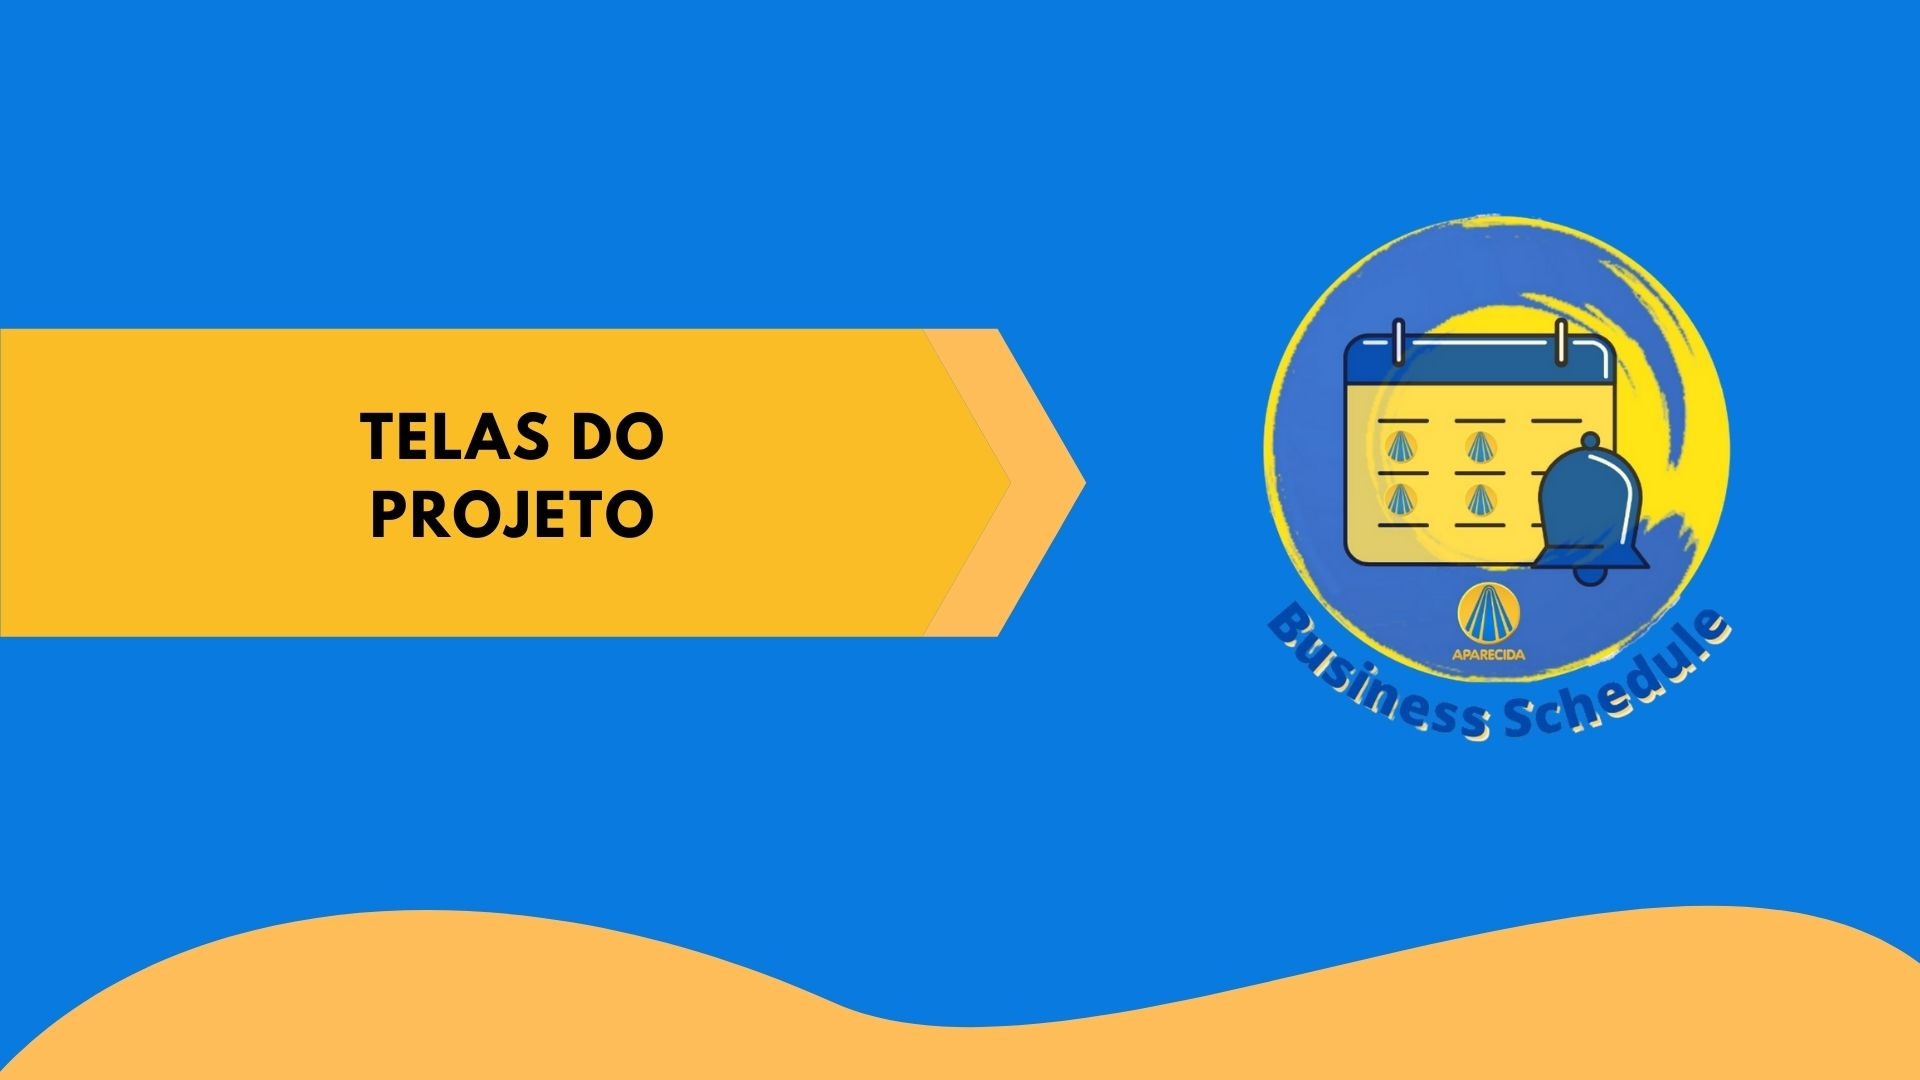 TELAS DO
PROJETO
APARECIDA
Business Schedule